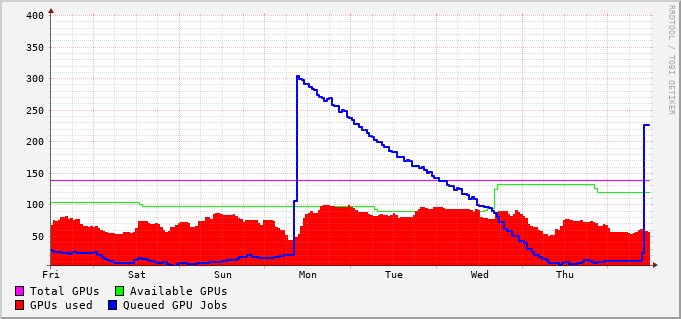 400
350
300
250
200
150
100
50
Fri Sat Sun Mon Tue Wed Thu
Total GPUs Available GPUs
GPUs used Queued GPU Jobs
RRDTOOL / TOBI OETIKER